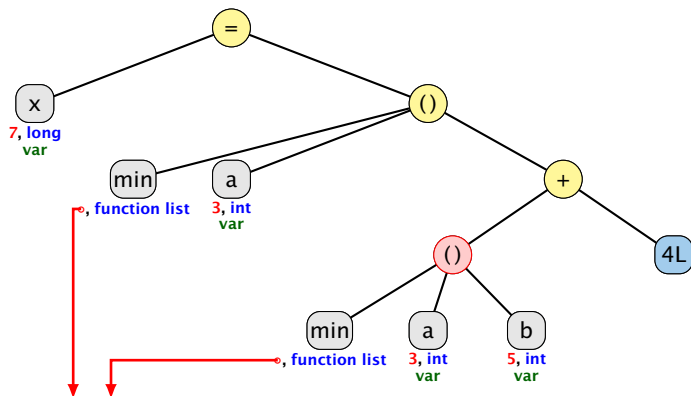 =
x
7, long
var
()
min
, function list
a
3, int
var
+
()
4L
min
, function list
a
3, int
var
b
5, int
var